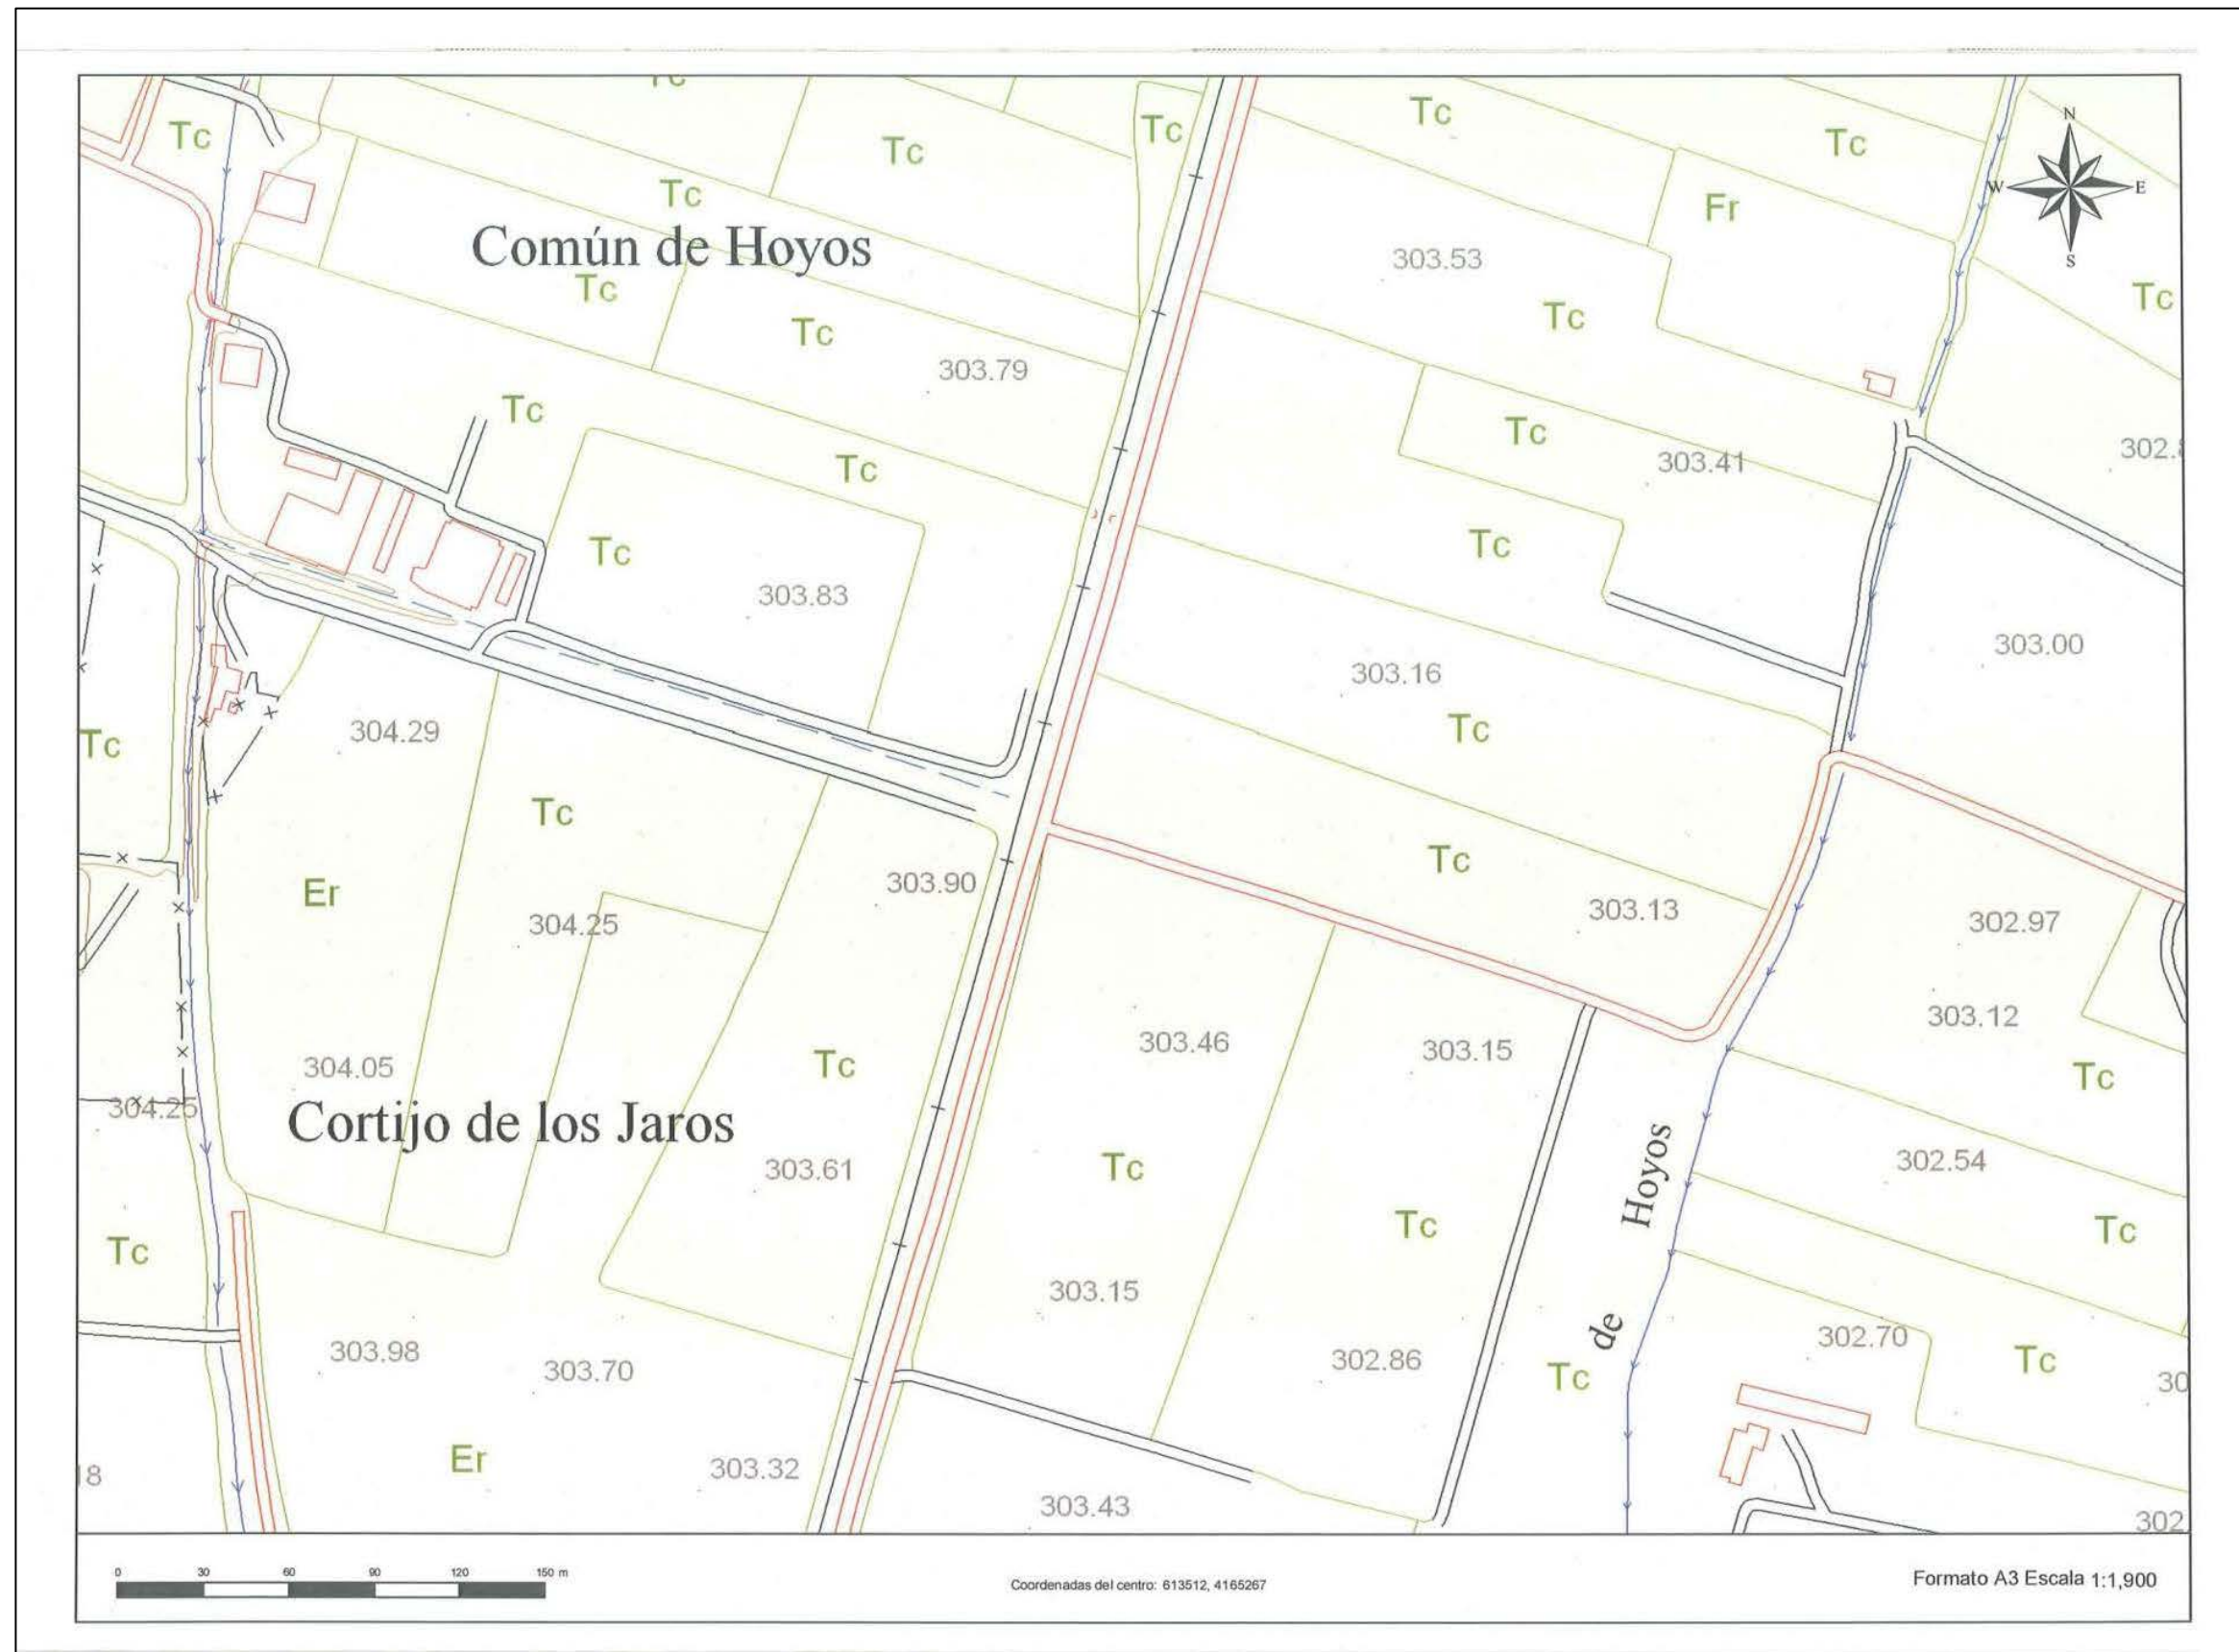 Tc
Tc
Tc
Tc
Tc
N
Tc
Fr
W
E
Común de Hoyos
303.53
S
Tc
Tc
Tc
Tc
303.79
Tc
Tc
303.41
Tc
Tc
Tc
303.83
303.00
303.16
304.29
Tc
Tc
Tc
Tc
303.90
Er
303.13
304.25
302.97
303.12
303.46
303.15
304.05
Tc
Tc
304.25
Cortijo de los Jaros
Hoyos
303.61
Tc
302.54
Tc
Tc
Tc
303.15
de
303.98
303.70
302.86
302.70
Tc
Tc
Er
303.32
303.43
302
0 30 60 90 120 150 m
Coordenadas del centro: 613512, 4165267
Formato A3 Escala 1:1,900